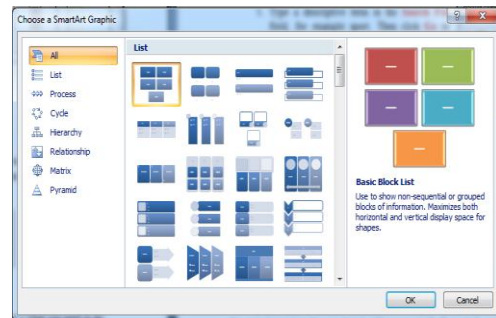 Choose a SmartArt Graphic
All
List
Process
Cycle
Hierarchy
Relationship
Matrix
Pyramid
List
Basic Block List
Use to show non-sequential or grouped
blocks of information. Maximizes both
horizontal and vertical display space for
shapes.
OK
Cancel